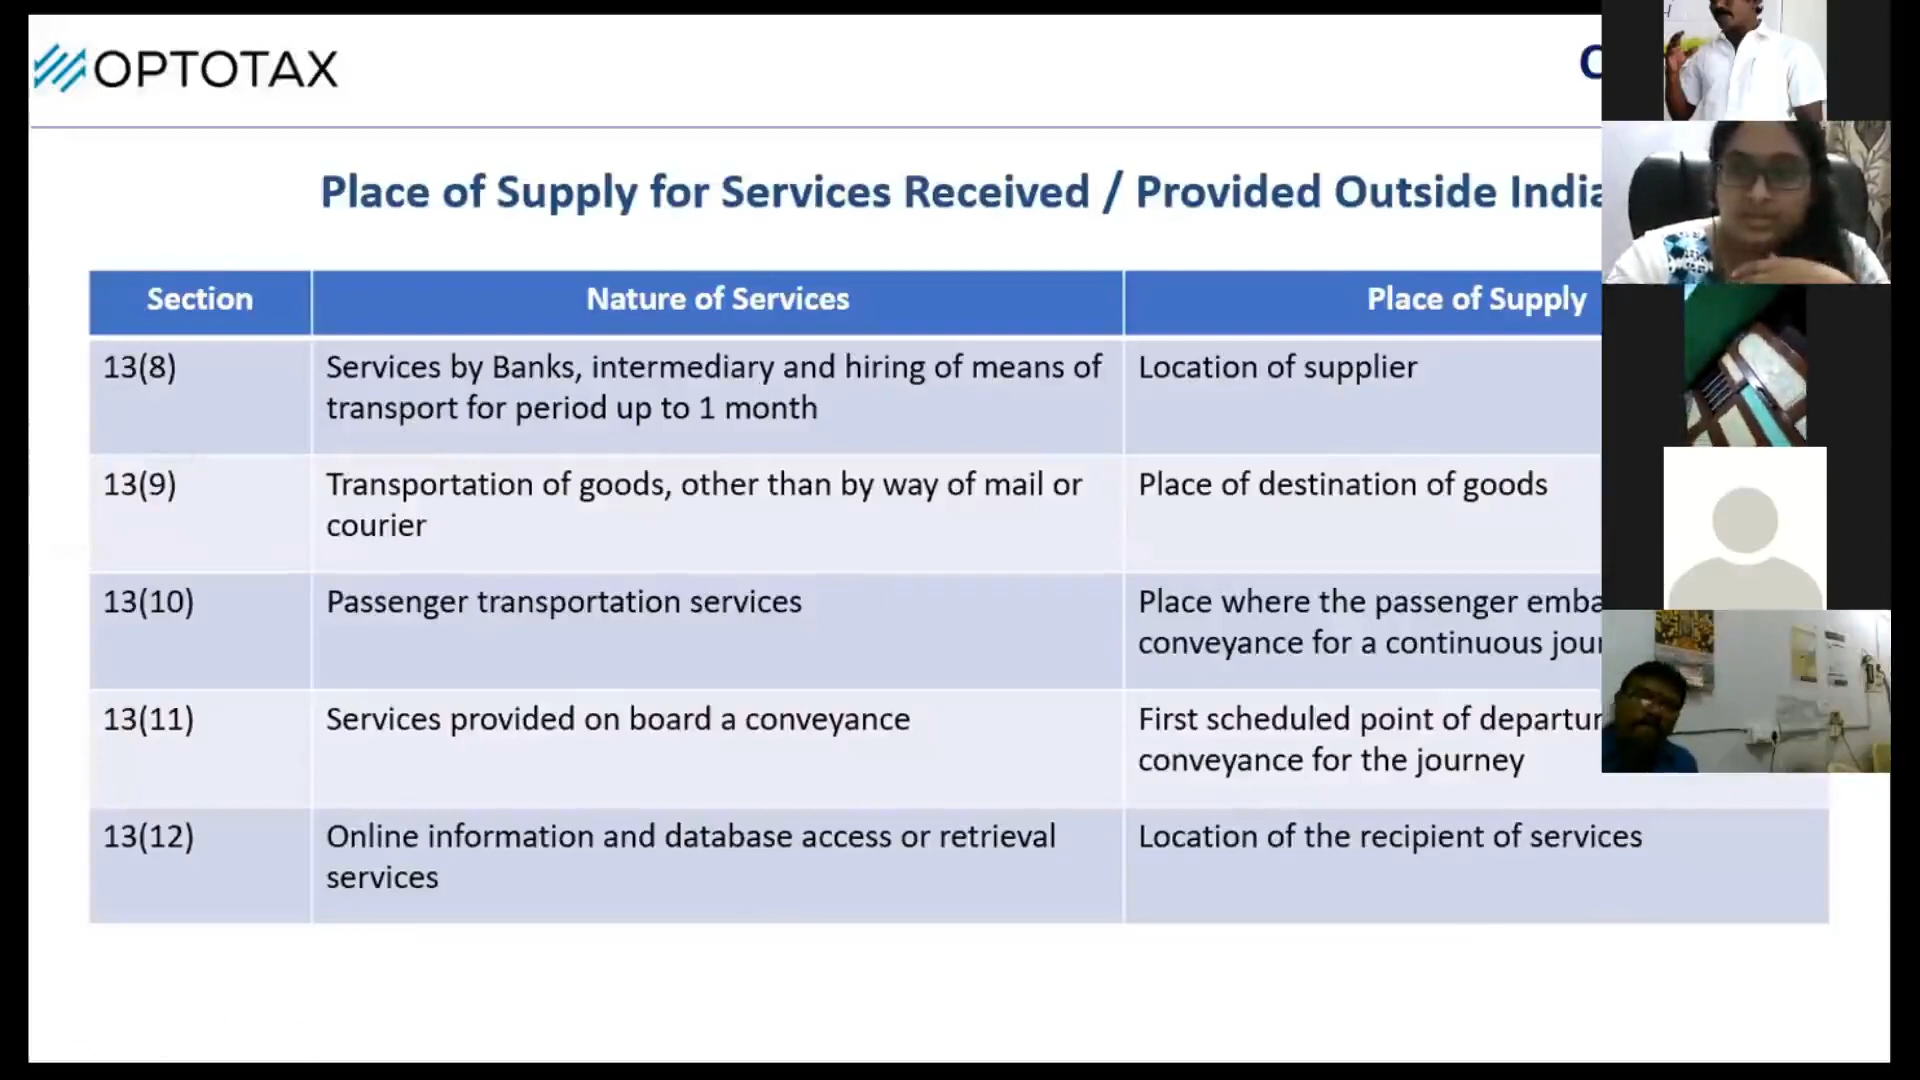 OPTOTAX
Place of Supply for Services Received / Provided Outside India
Section
Nature of Services
Place of Supply
13(8)
Services by Banks, intermediary and hiring of means of
transport for period up to 1 month
Location of supplier
13(9)
Transportation of goods, other than by way of mail or
courier
Place of destination of goods
13(10)
Passenger transportation services
Place where the passenger
conveyance for a continuous
13(11)
Services provided on board a conveyance
First scheduled point of
conveyance for the journey
13(12)
Online information and database access or retrieval
services
Location of the recipient of services